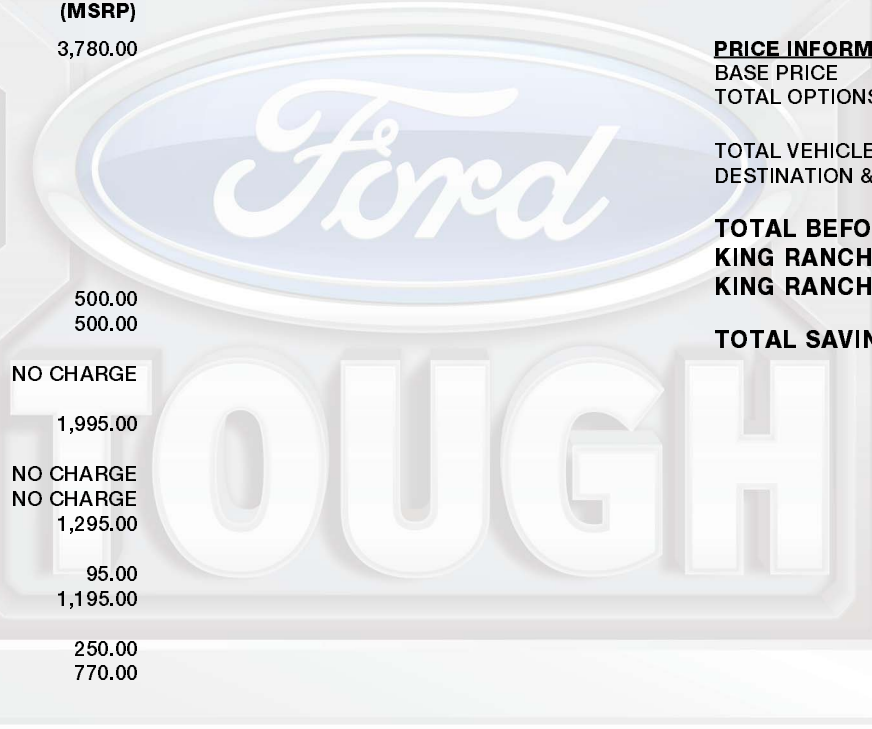 (MSRP)
3,780.00
500.00
500.00
NO CHARGE
1,995.00
NO CHARGE
NO CHARGE
1,295.00
95.00
1,195.00
250.00
770.00
PRICE INFORM
BASE PRICE
TOTAL OPTIONS
TOTAL VEHICLE
DESTINATION &
TOTAL BEFO
KING RANCH
KING RANCH
TOTAL SAVIN
Ford
TOUGH